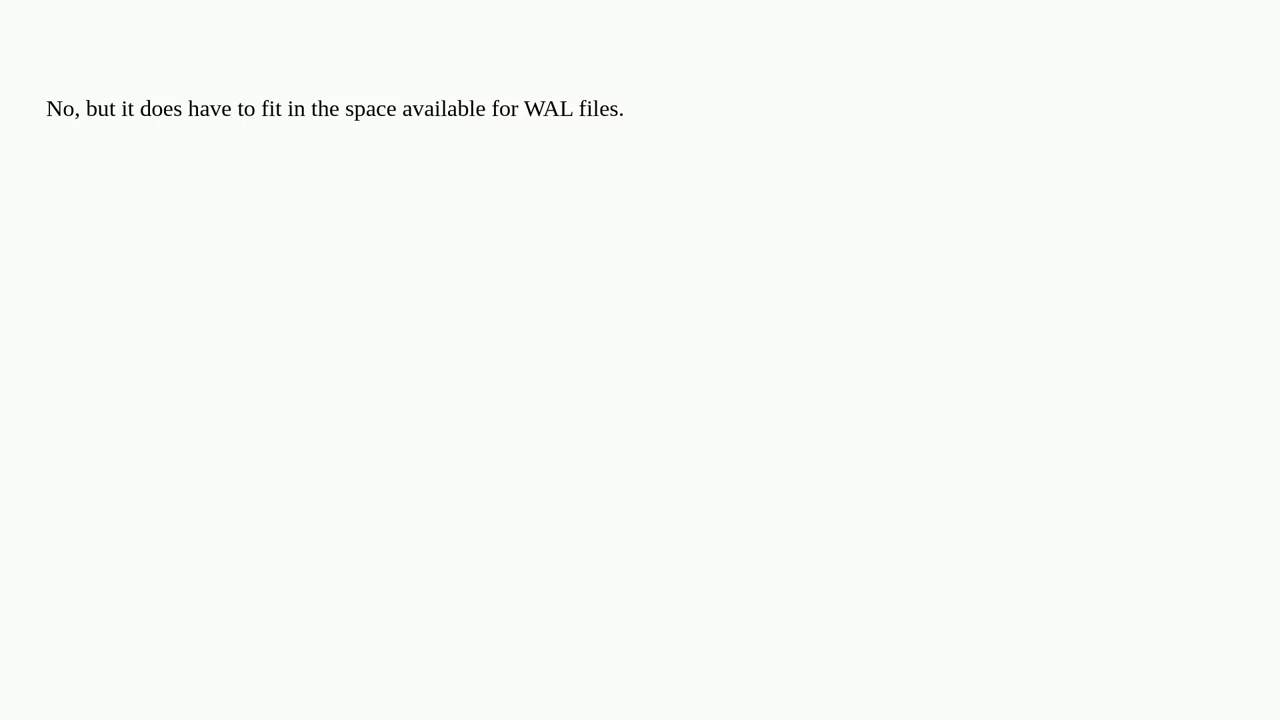 No, but it does have to fit in the space available for WAL files.